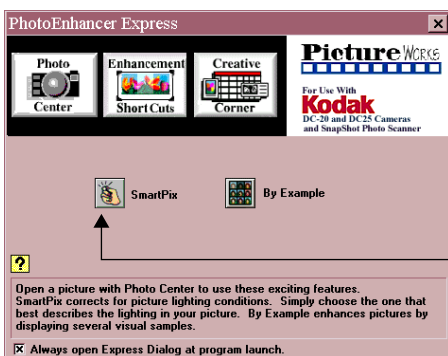 PhotoEnhancer Express
Photo
Center
Enhancement
Short Cuts
Creative
Corner
Picture WORKS
For Use With
Kodak
DC-20 and DC25 Cameras
and SnapShot Photo Scanner
SmartPix
By Example
?
Open a picture with Photo Center to use these exciting features.
SmartPix corrects for picture lighting conditions. Simply choose the one that
best describes the lighting in your picture. By Example enhances pictures by
displaying several visual samples.
Always open Express Dialog at program launch.